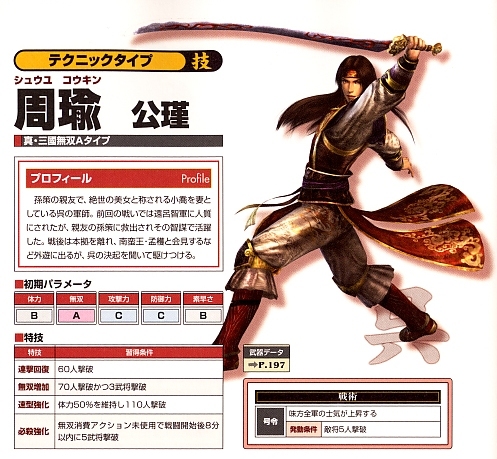 テクニックタイプ 技
シュウユ コウキン
周瑜 公瑾
真・三國無双Aタイプ
プロフィール Profile
孫策の親友で、絶世の美女と称される小喬を妻と
している呉の軍師。前回の戦いでは遠呂智軍に人質
にされたが、親友の孫策に救出されその智謀で活躍
した。戦後は本拠を離れ、南蛮王・孟穫と会見するな
ど外遊に出るが、呉の決起を聞いて駆けつける。
初期パラメータ
体力 無双 攻撃力 防御力 素早さ
B A C C B
特技
特技 習得条件
連撃回復 60人撃破
無双増加 70人撃破かつ3武将撃破
速型強化 体力50%を維持し110人撃破
必殺強化 無双消費アクション未使用で戦闘開始後8分
以内に5武将撃破
呉
武器データ
➡P.197
戦術
号令 味方全軍の士気が上昇する
発動条件 敵将5人撃破